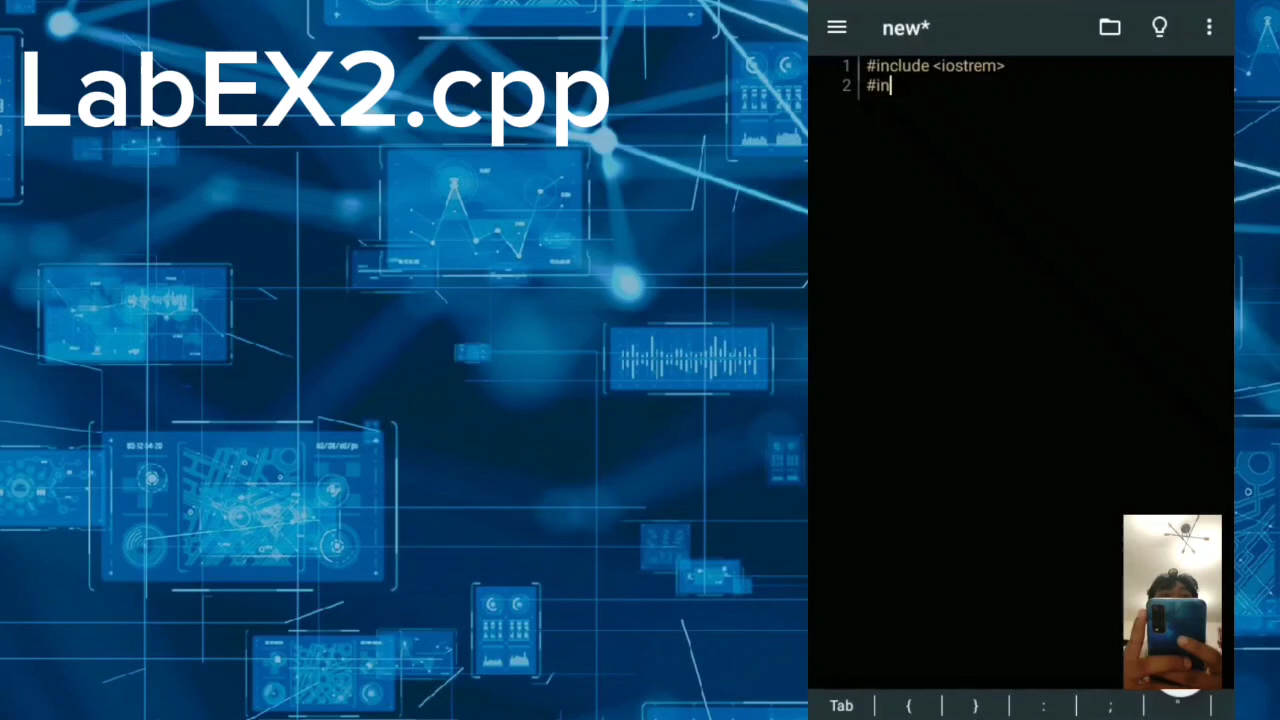 LabEX2.cpp
new*
1 #include <iostrem>
2 #in
Tab { } : ; "